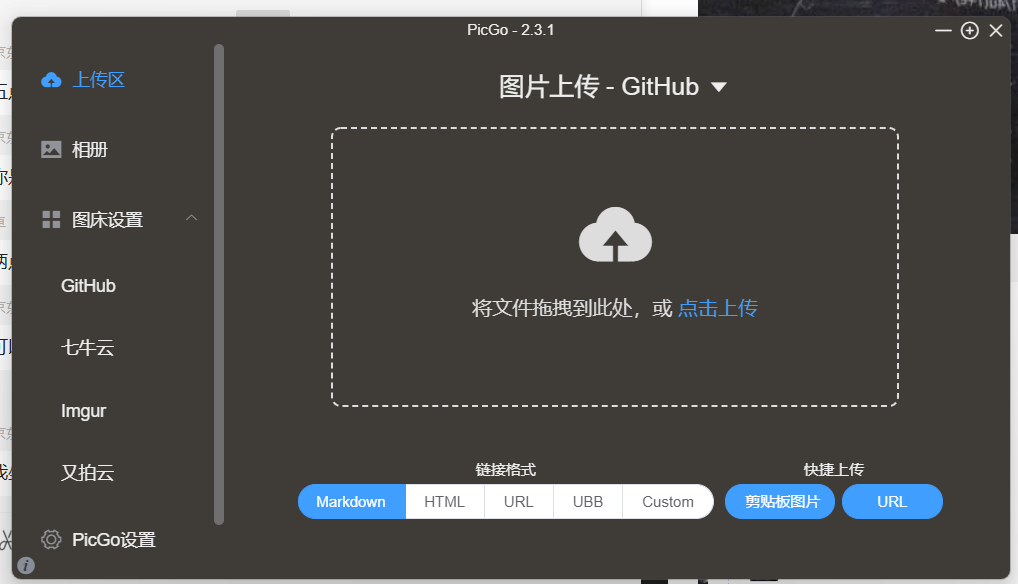 PicGo - 2.3.1
上传区
相册
图床设置
GitHub
七牛云
Imgur
又拍云
PicGo设置
图片上传 - GitHub
将文件拖拽到此处，或 点击上传
链接格式
Markdown HTML URL UBB Custom
快捷上传
剪贴板图片 URL